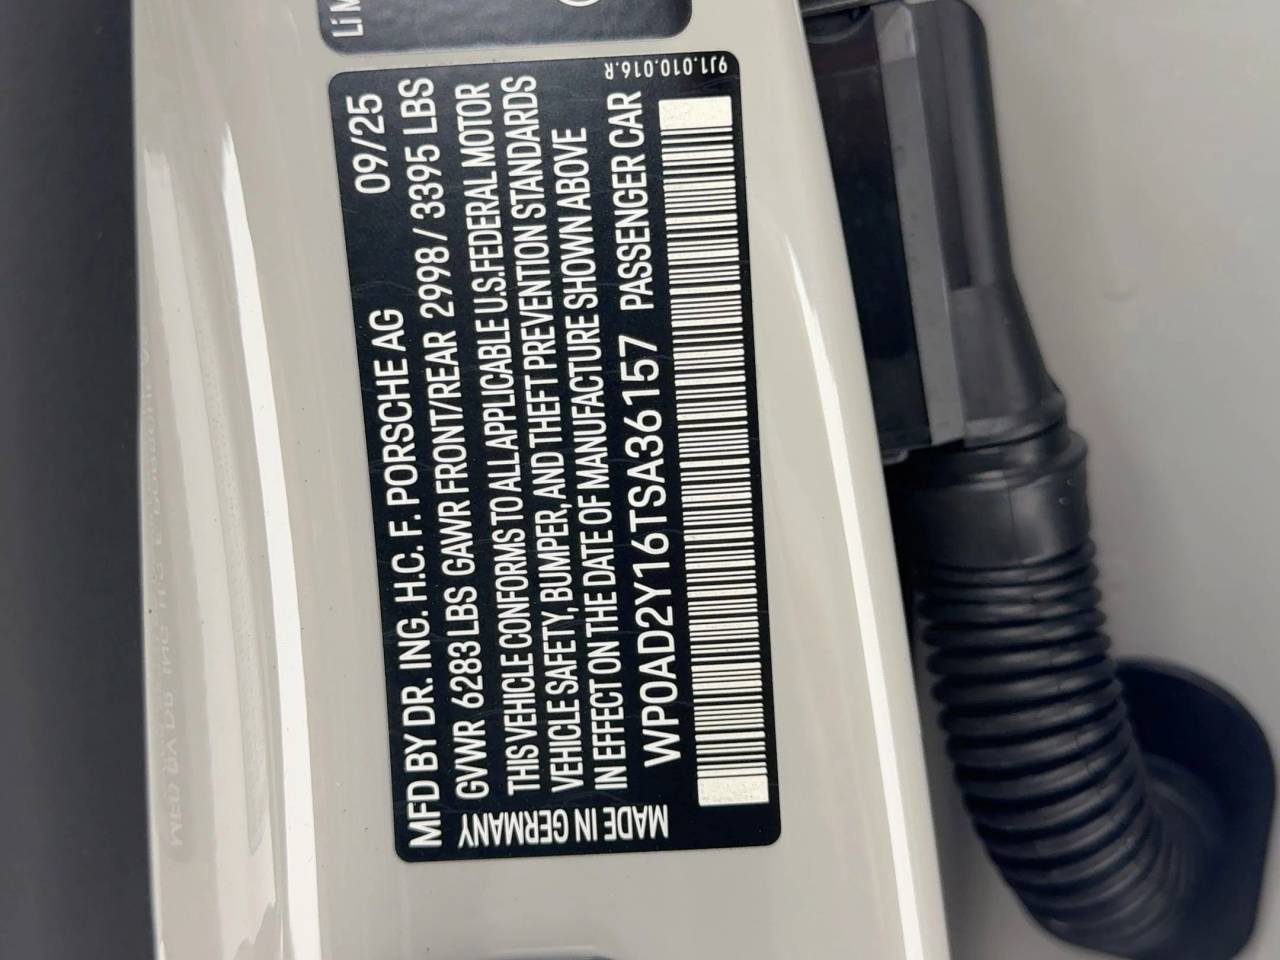 Li M
MFD BY DR. ING. H.C. F. PORSCHE AG 09/25
GVWR 6283 LBS GAWR FRONT/REAR 2998 / 3395 LBS
THIS VEHICLE CONFORMS TO ALL APPLICABLE U.S.FEDERAL MOTOR
VEHICLE SAFETY, BUMPER, AND THEFT PREVENTION STANDARDS
IN EFFECT ON THE DATE OF MANUFACTURE SHOWN ABOVE
WP0AD2Y16TSA36157 PASSENGER CAR
MADE IN GERMANY
9J1.010.016.R